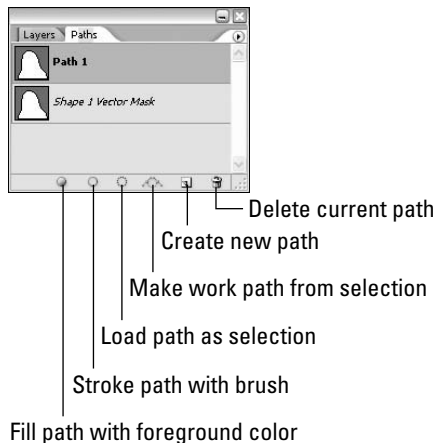 Layers Paths
Path 1
Shape 1 Vector Mask
Delete current path
Create new path
Make work path from selection
Load path as selection
Stroke path with brush
Fill path with foreground color